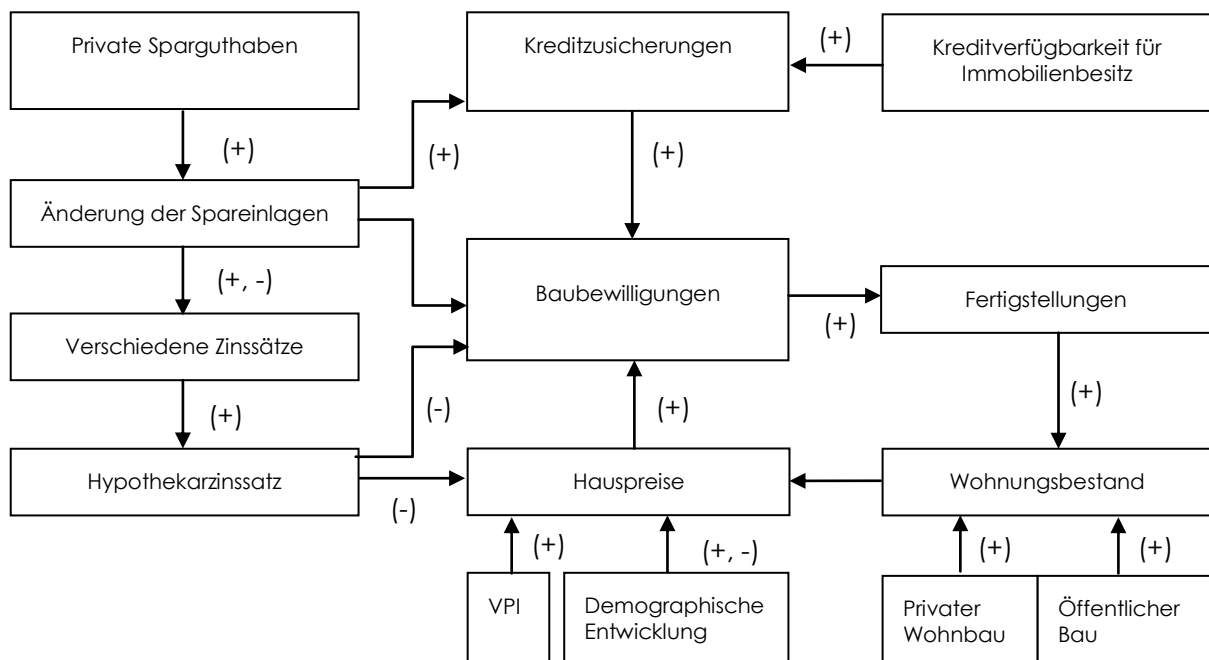 Private Sparguthaben
Kreditzusicherungen
(+)
Kreditverfügbarkeit für
Immobilienbesitz
(+)
(+)
(+)
Änderung der Spareinlagen
(+, -)
Baubewilligungen
(+)
Fertigstellungen
Verschiedene Zinssätze
(+)
(-)
(+)
(+)
Hypothekarzinssatz
(-)
Hauspreise
Wohnungsbestand
(+)
(+, -)
(+)
(+)
VPI
Demographische
Entwicklung
Privater
Wohnbau
Öffentlicher
Bau